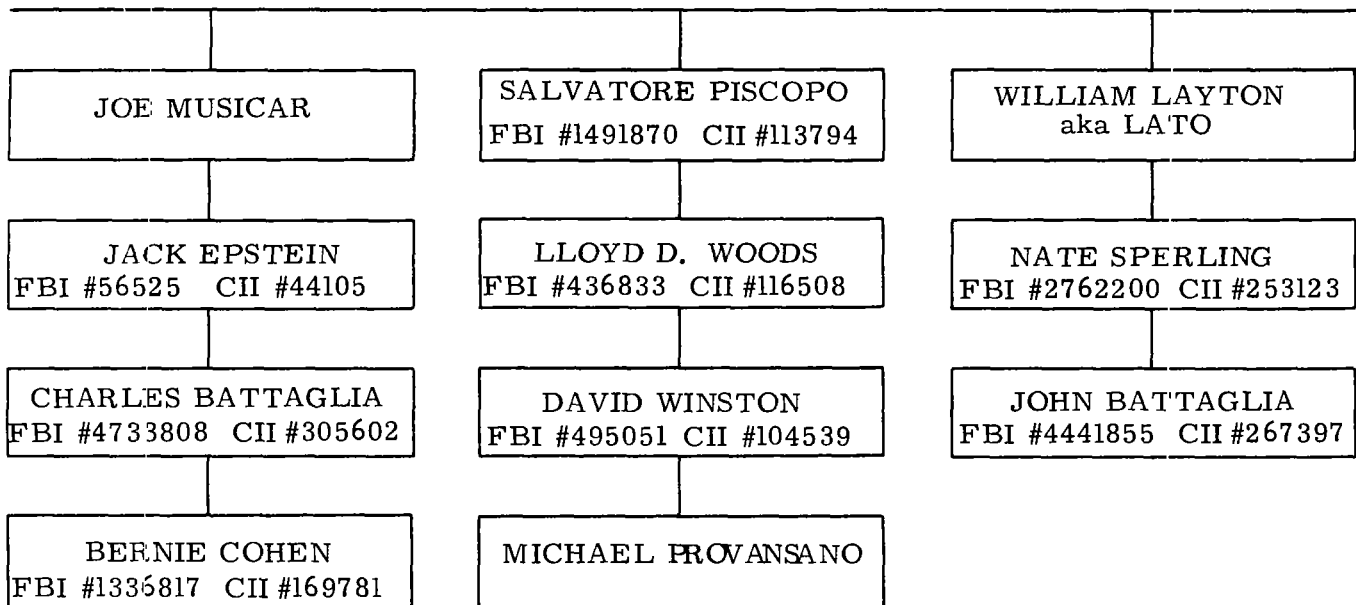 JOE MUSICAR
JACK EPSTEIN
FBI #56525 CII #44105
CHARLES BATTAGLIA
FBI #4733808 CII #305602
BERNIE COHEN
FBI #1336817 CII #169781
SALVATORE PISCOPO
FBI #1491870 CII #113794
LLOYD D. WOODS
FBI #436833 CII #116508
DAVID WINSTON
FBI #495051 CII #104539
MICHAEL PROVANSANO
WILLIAM LAYTON
aka LATO
NATE SPERLING
FBI #2762200 CII #253123
JOHN BATTAGLIA
FBI #4441855 CII #267397